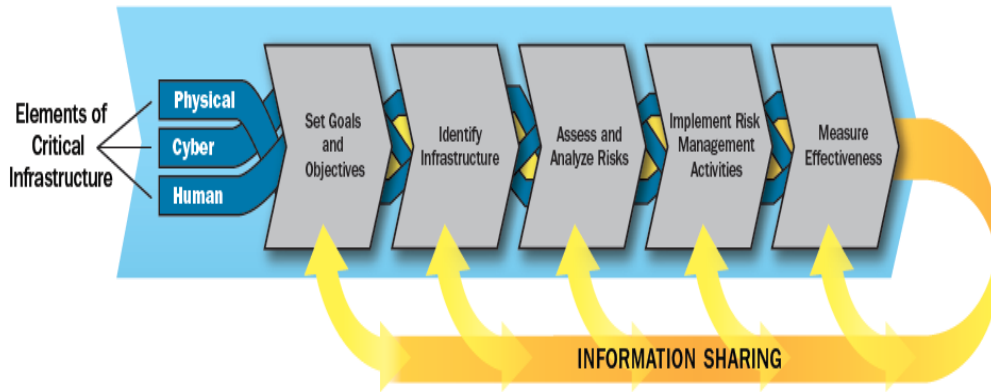 Elements of
Critical
Infrastructure
Physical
Cyber
Human
Set Goals
and
Objectives
Identify
Infrastructure
Assess and
Analyze Risks
Implement Risk
Management
Activities
Measure
Effectiveness
INFORMATION SHARING